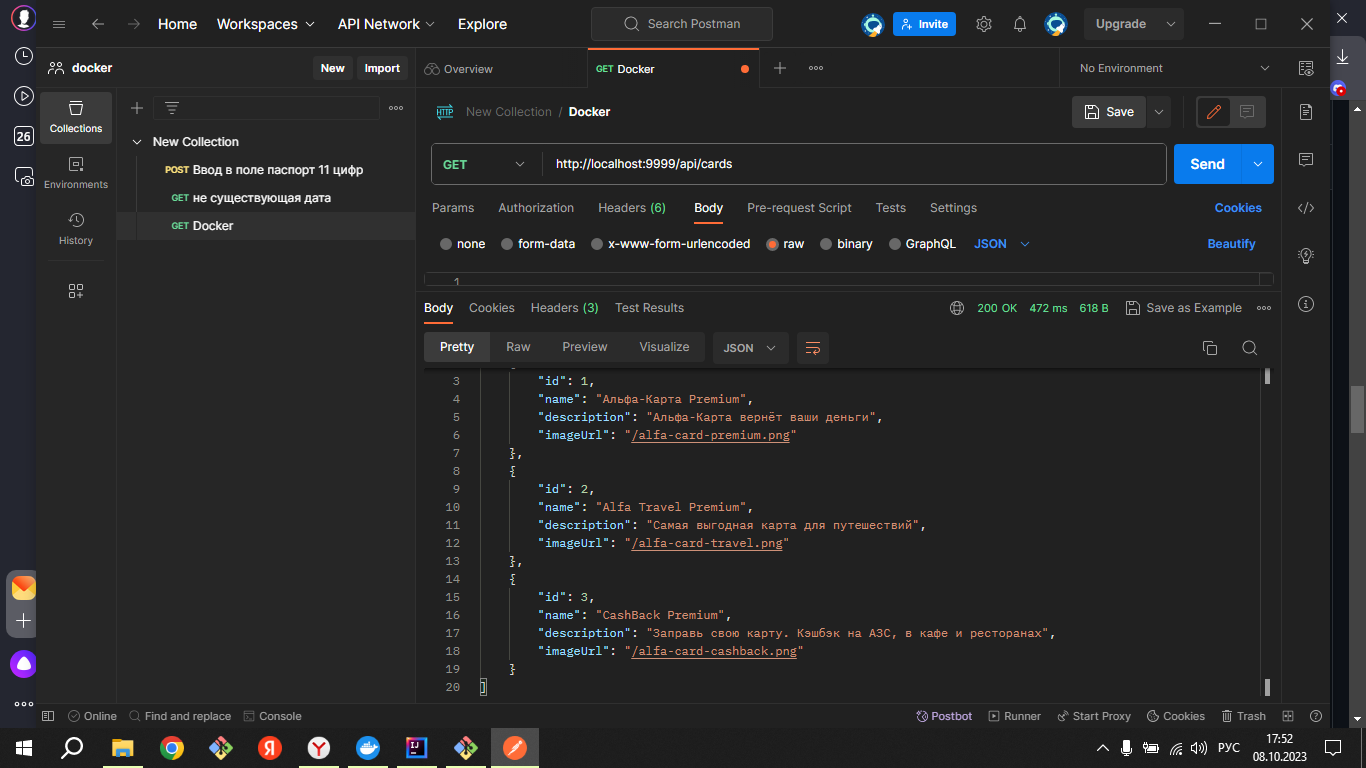 Home Workspaces API Network Explore Search Postman Invite Upgrade
docker New Import Overview GET Docker No Environment
Collections
New Collection / Docker Save
New Collection
26
POST Ввод в поле паспорт 11 цифр
GET не существующая дата
GET Docker
Environments
History
GET http://localhost:9999/api/cards Send
Params Authorization Headers (6) Body Pre-request Script Tests Settings Cookies
none form-data x-www-form-urlencoded raw binary GraphQL JSON Beautify
1
Body Cookies Headers (3) Test Results 200 OK 472 ms 618 B Save as Example
Pretty Raw Preview Visualize JSON
3 "id": 1,
4 "name": "Альфа-Карта Premium",
5 "description": "Альфа-Карта вернёт ваши деньги",
6 "imageUrl": "/alfa-card-premium.png"
7 },
8 {
9 "id": 2,
10 "name": "Alfa Travel Premium",
11 "description": "Самая выгодная карта для путешествий",
12 "imageUrl": "/alfa-card-travel.png"
13 },
14 {
15 "id": 3,
16 "name": "CashBack Premium",
17 "description": "Заправь свою карту. Кэшбэк на АЗС, в кафе и ресторанах",
18 "imageUrl": "/alfa-card-cashback.png"
19 }
20 ]
Online Find and replace Console Postbot Runner Start Proxy Cookies Trash
РУС 17:52
08.10.2023